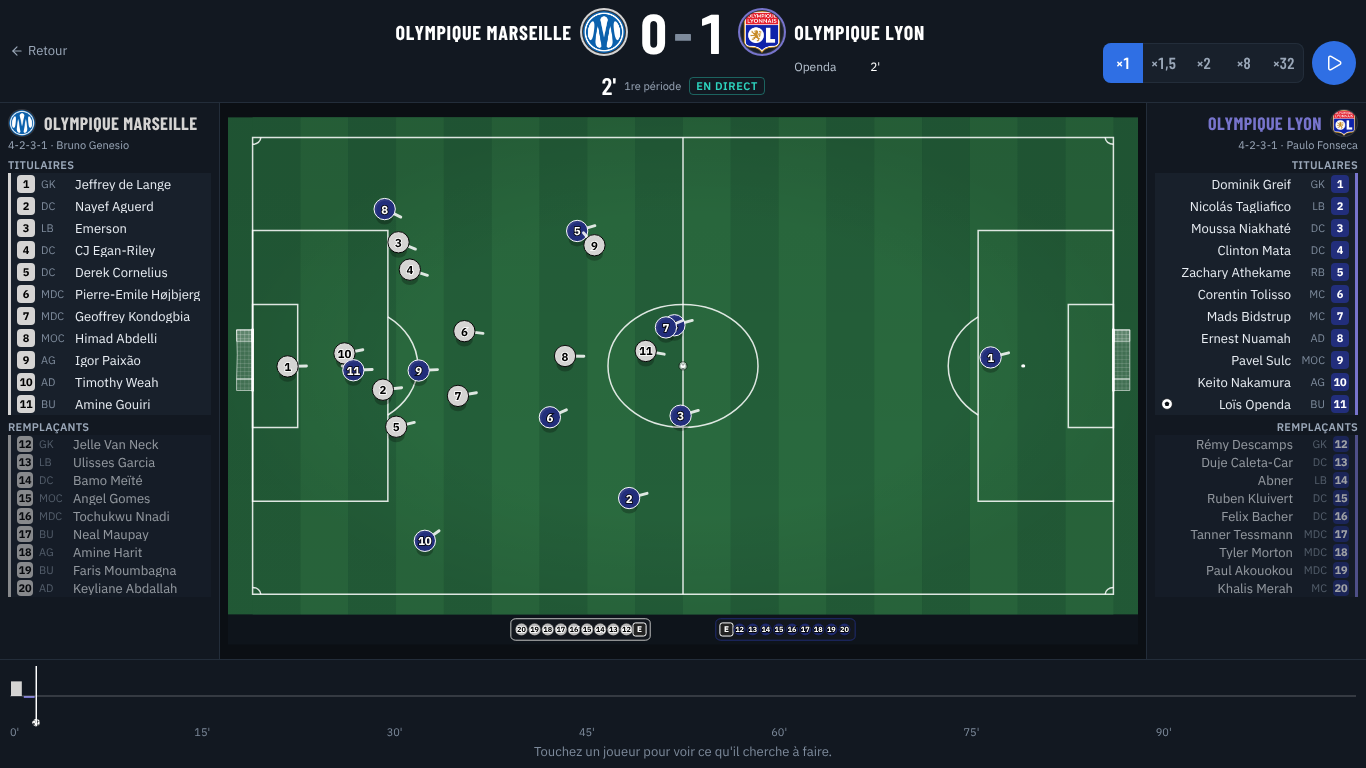 ← Retour
OLYMPIQUE MARSEILLE 0 - 1 OLYMPIQUE LYON
OLYMPIQUE LYONNAIS
OL
Openda 2'
2' 1re période EN DIRECT
×1 ×1,5 ×2 ×8 ×32
OLYMPIQUE MARSEILLE
4-2-3-1 · Bruno Genesio
TITULAIRES
1 GK Jeffrey de Lange
2 DC Nayef Aguerd
3 LB Emerson
4 DC CJ Egan-Riley
5 DC Derek Cornelius
6 MDC Pierre-Emile Højbjerg
7 MDC Geoffrey Kondogbia
8 MOC Himad Abdelli
9 AG Igor Paixão
10 AD Timothy Weah
11 BU Amine Gouiri
REMPLAÇANTS
12 GK Jelle Van Neck
13 LB Ulisses Garcia
14 DC Bamo Meïté
15 MOC Angel Gomes
16 MDC Tochukwu Nnadi
17 BU Neal Maupay
18 AG Amine Harit
19 BU Faris Moumbagna
20 AD Keyliane Abdallah
8
3
4
5
9
6
7
10
1
11
9
2
8
11
7
5
6
3
1
2
10
20 19 18 17 16 15 14 13 12 E
E 12 13 14 15 16 17 18 19 20
OLYMPIQUE LYON
4-2-3-1 · Paulo Fonseca
TITULAIRES
Dominik Greif GK 1
Nicolás Tagliafico LB 2
Moussa Niakhaté DC 3
Clinton Mata DC 4
Zachary Athekame RB 5
Corentin Tolisso MC 6
Mads Bidstrup MC 7
Ernest Nuamah AD 8
Pavel Sulc MOC 9
Keito Nakamura AG 10
Loïs Openda BU 11
REMPLAÇANTS
Rémy Descamps GK 12
Duje Caleta-Car DC 13
Abner LB 14
Ruben Kluivert DC 15
Felix Bacher DC 16
Tanner Tessmann MDC 17
Tyler Morton MDC 18
Paul Akouokou MDC 19
Khalis Merah MC 20
0' 15' 30' 45' 60' 75' 90'
Touchez un joueur pour voir ce qu'il cherche à faire.